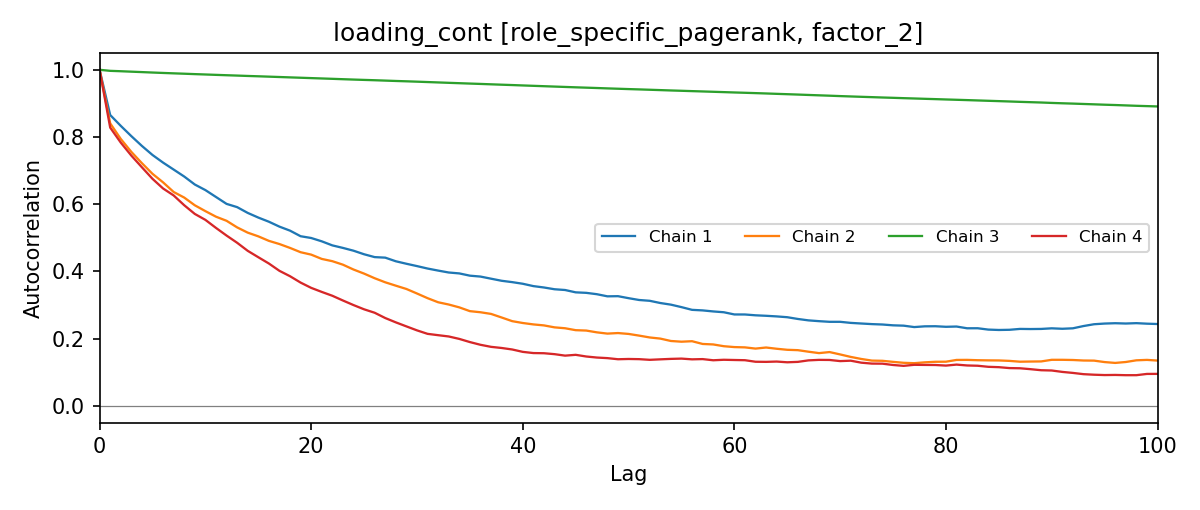 loading_cont [role_specific_pagerank, factor_2]
Autocorrelation
1.0
0.8
0.6
0.4
0.2
0.0
Chain 1 Chain 2 Chain 3 Chain 4
0 20 40 60 80 100
Lag